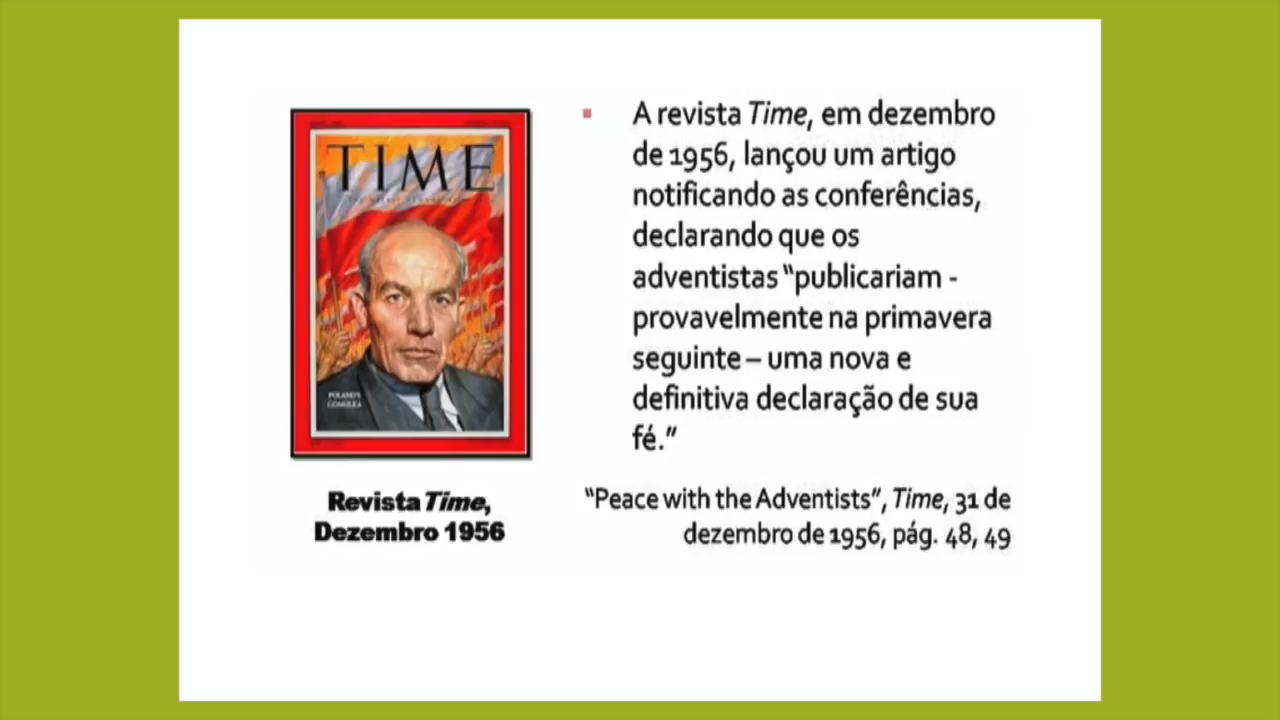 TIME
POLAND'S
GOMULKA
Revista Time,
Dezembro 1956
▪ A revista Time, em dezembro
de 1956, lançou um artigo
notificando as conferências,
declarando que os
adventistas “publicariam -
provavelmente na primavera
seguinte – uma nova e
definitiva declaração de sua
fé.”
“Peace with the Adventists”, Time, 31 de
dezembro de 1956, pág. 48, 49